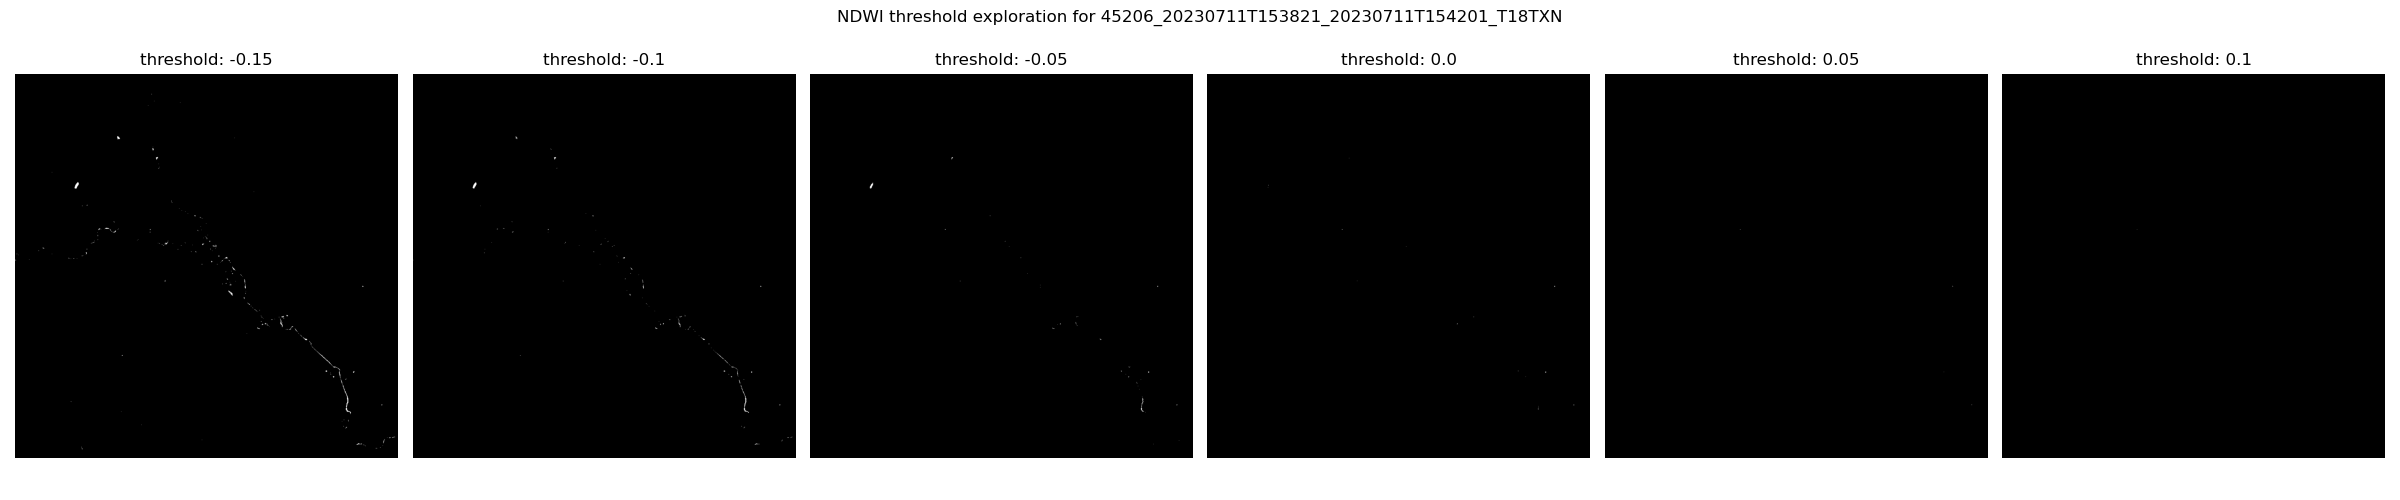 NDWI threshold exploration for 45206_20230711T153821_20230711T154201_T18TXN
threshold: -0.15
threshold: -0.1
threshold: -0.05
threshold: 0.0
threshold: 0.05
threshold: 0.1